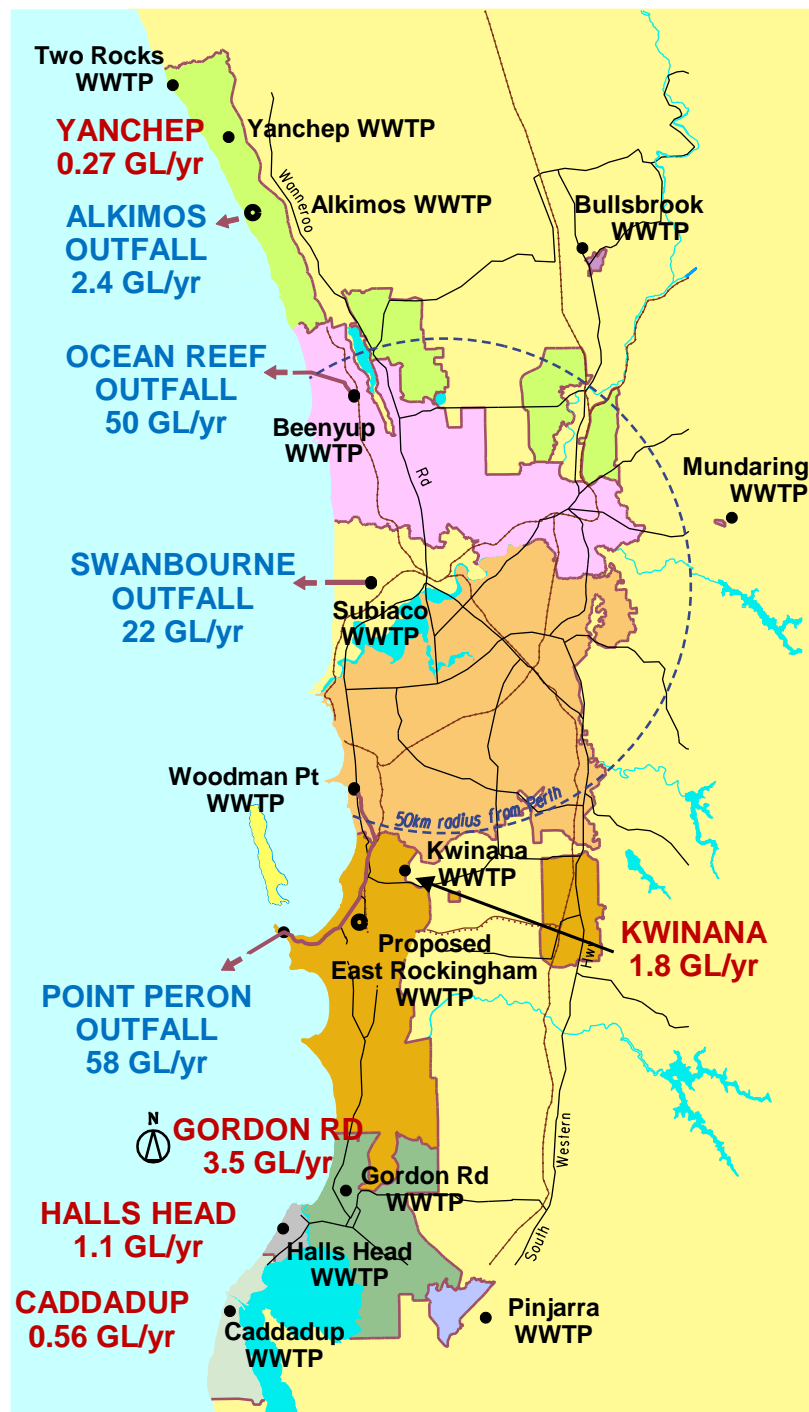 Two Rocks
WWTP
YANCHEP
0.27 GL/yr
Yanchep WWTP
Wanneroo
ALKIMOS
OUTFALL
2.4 GL/yr
Alkimos WWTP
Bullsbrook
WWTP
OCEAN REEF
OUTFALL
50 GL/yr
Beenyup
WWTP
Rd
Mundaring
WWTP
SWANBOURNE
OUTFALL
22 GL/yr
Subiaco
WWTP
Woodman Pt
WWTP
50km radius from Perth
Kwinana
WWTP
KWINANA
1.8 GL/yr
Hwy
Proposed
East Rockingham
WWTP
POINT PERON
OUTFALL
58 GL/yr
N
GORDON RD
3.5 GL/yr
Gordon Rd
WWTP
Western
South
HALLS HEAD
1.1 GL/yr
Halls Head
WWTP
CADDADUP
0.56 GL/yr
Caddadup
WWTP
Pinjarra
WWTP